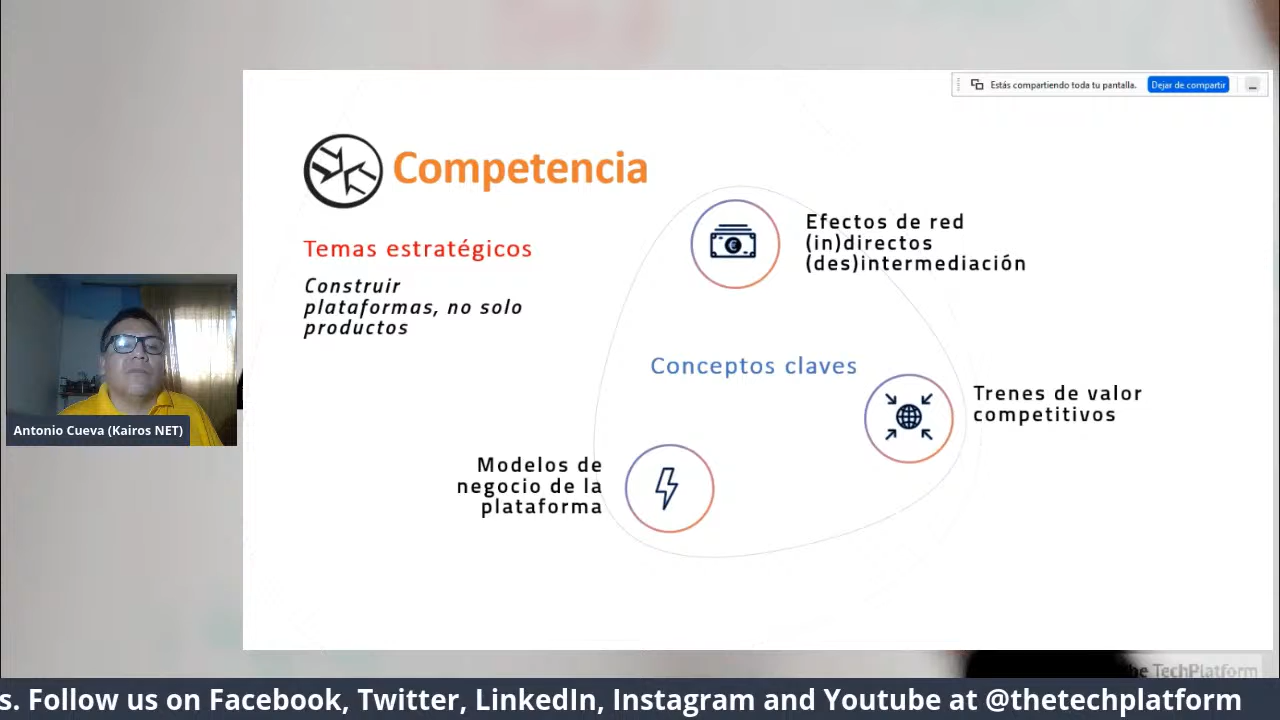 Estás compartiendo toda tu pantalla.
Dejar de compartir
Competencia
Temas estratégicos
Construir
plataformas, no solo
productos
Efectos de red
(in)directos
(des)intermediación
Conceptos claves
Trenes de valor
competitivos
Modelos de
negocio de la
plataforma
Antonio Cueva (Kairos NET)
he TechPlatform
s. Follow us on Facebook, Twitter, LinkedIn, Instagram and Youtube at @thetechplatform